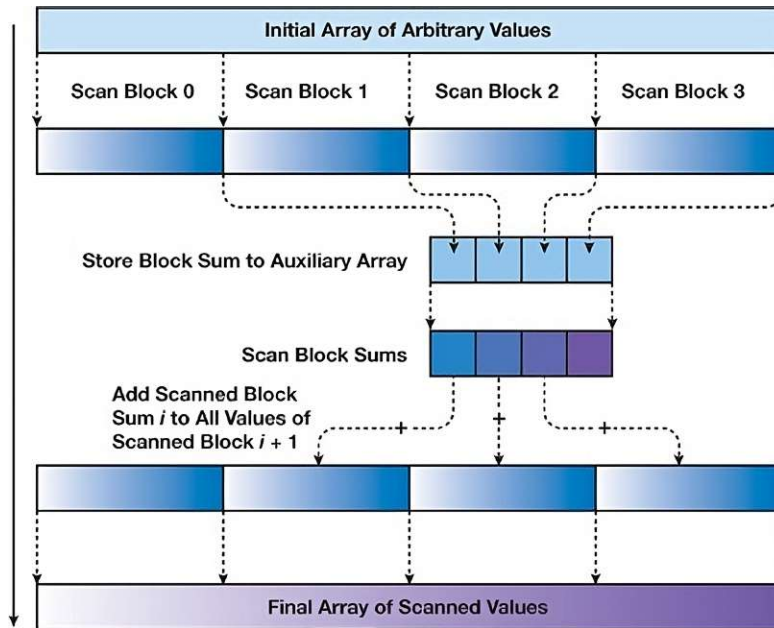 Initial Array of Arbitrary Values
Scan Block 0
Scan Block 1
Scan Block 2
Scan Block 3
Store Block Sum to Auxiliary Array
Scan Block Sums
Add Scanned Block
Sum i to All Values of
Scanned Block i + 1
+
+
+
Final Array of Scanned Values